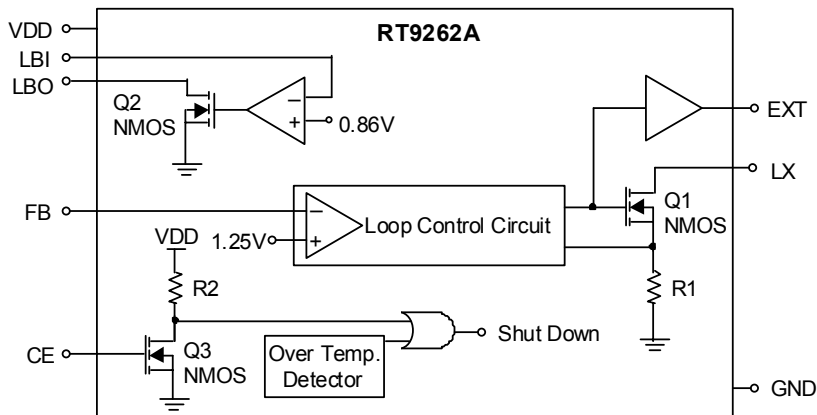 RT9262A
VDD
LBI
LBO
Q2
NMOS
−
+
0.86V
EXT
LX
Q1
NMOS
FB
−
+
1.25V
Loop Control Circuit
VDD
R2
R1
CE
Q3
NMOS
Over Temp.
Detector
Shut Down
GND